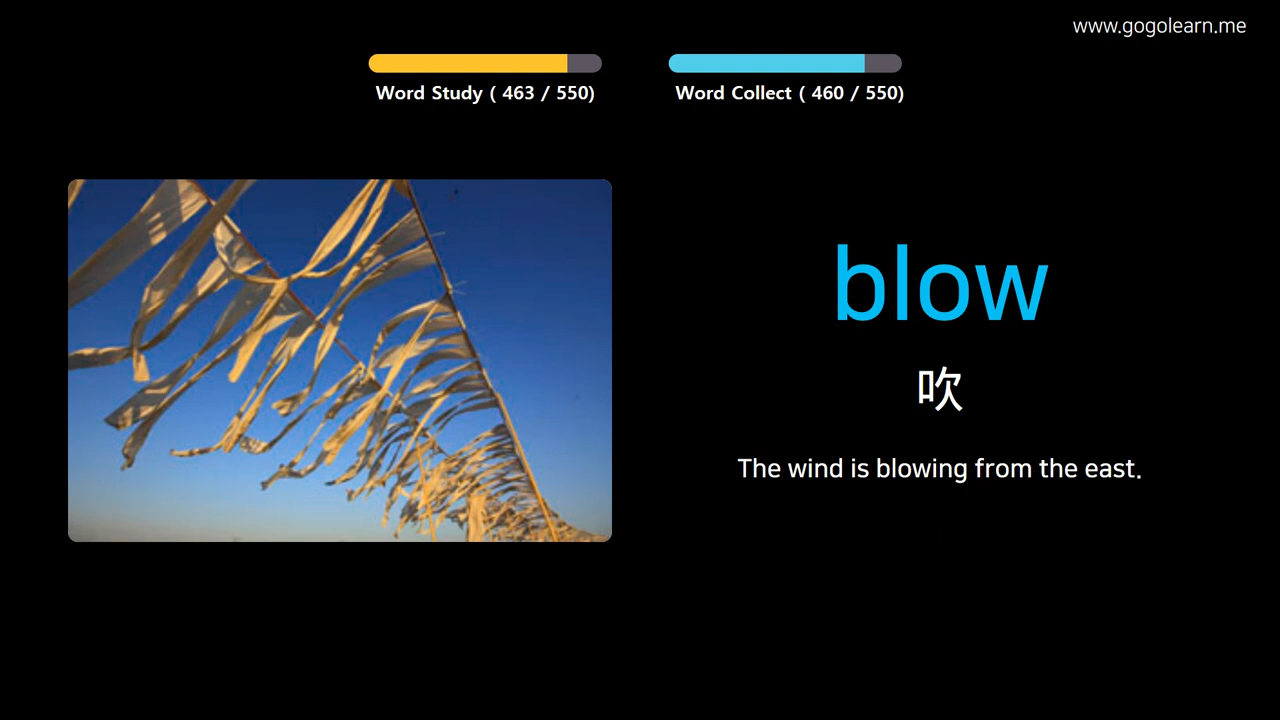 www.gogolearn.me
Word Study ( 463 / 550)
Word Collect ( 460 / 550)
blow
吹
The wind is blowing from the east.